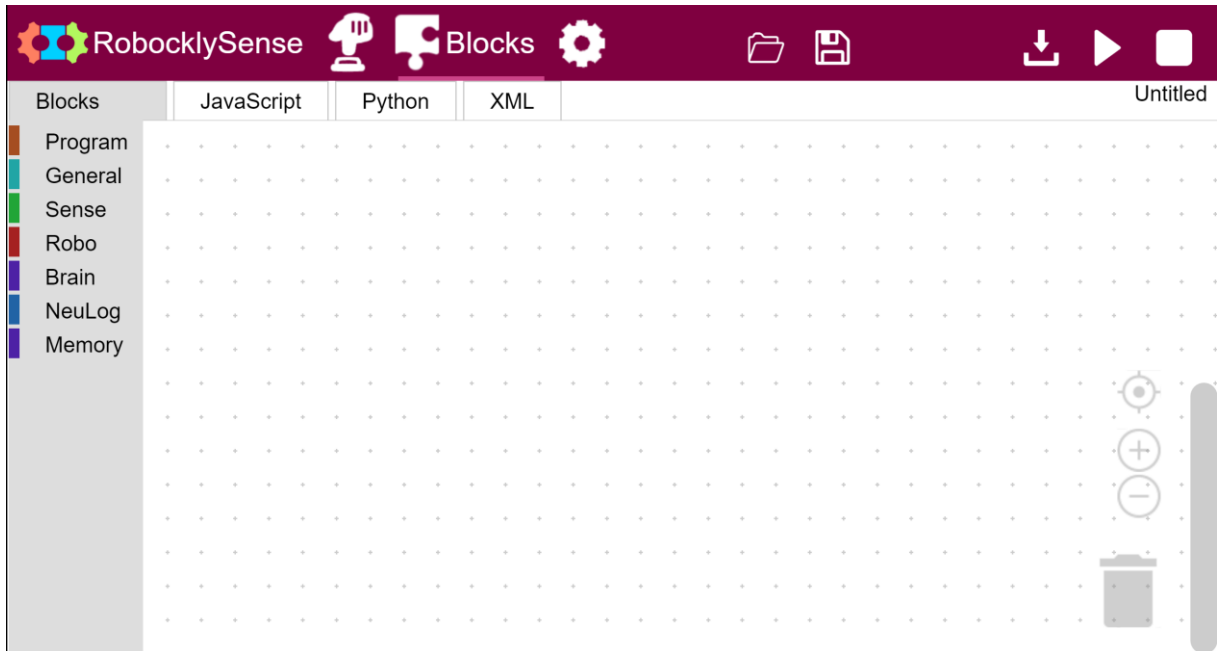 RobocklySense Blocks
Blocks JavaScript Python XML Untitled
Program
General
Sense
Robo
Brain
NeuLog
Memory